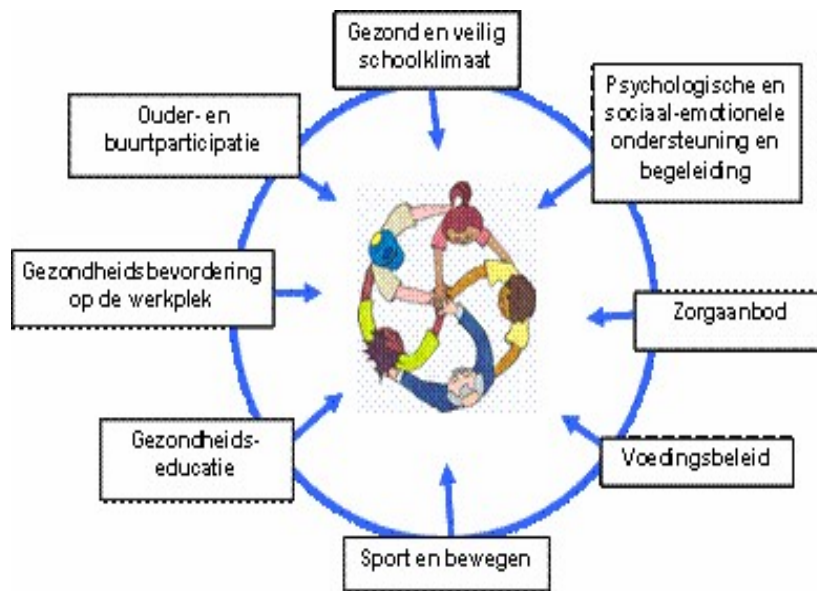 Gezond en veilig
schoolklimaat
Psychologische en
sociaal-emotionele
ondersteuning en
begeleiding
Ouder- en
buurtparticipatie
Gezondheidsbevordering
op de werkplek
Zorgaanbod
Gezondheids-
educatie
Voedingsbeleid
Sport en bewegen